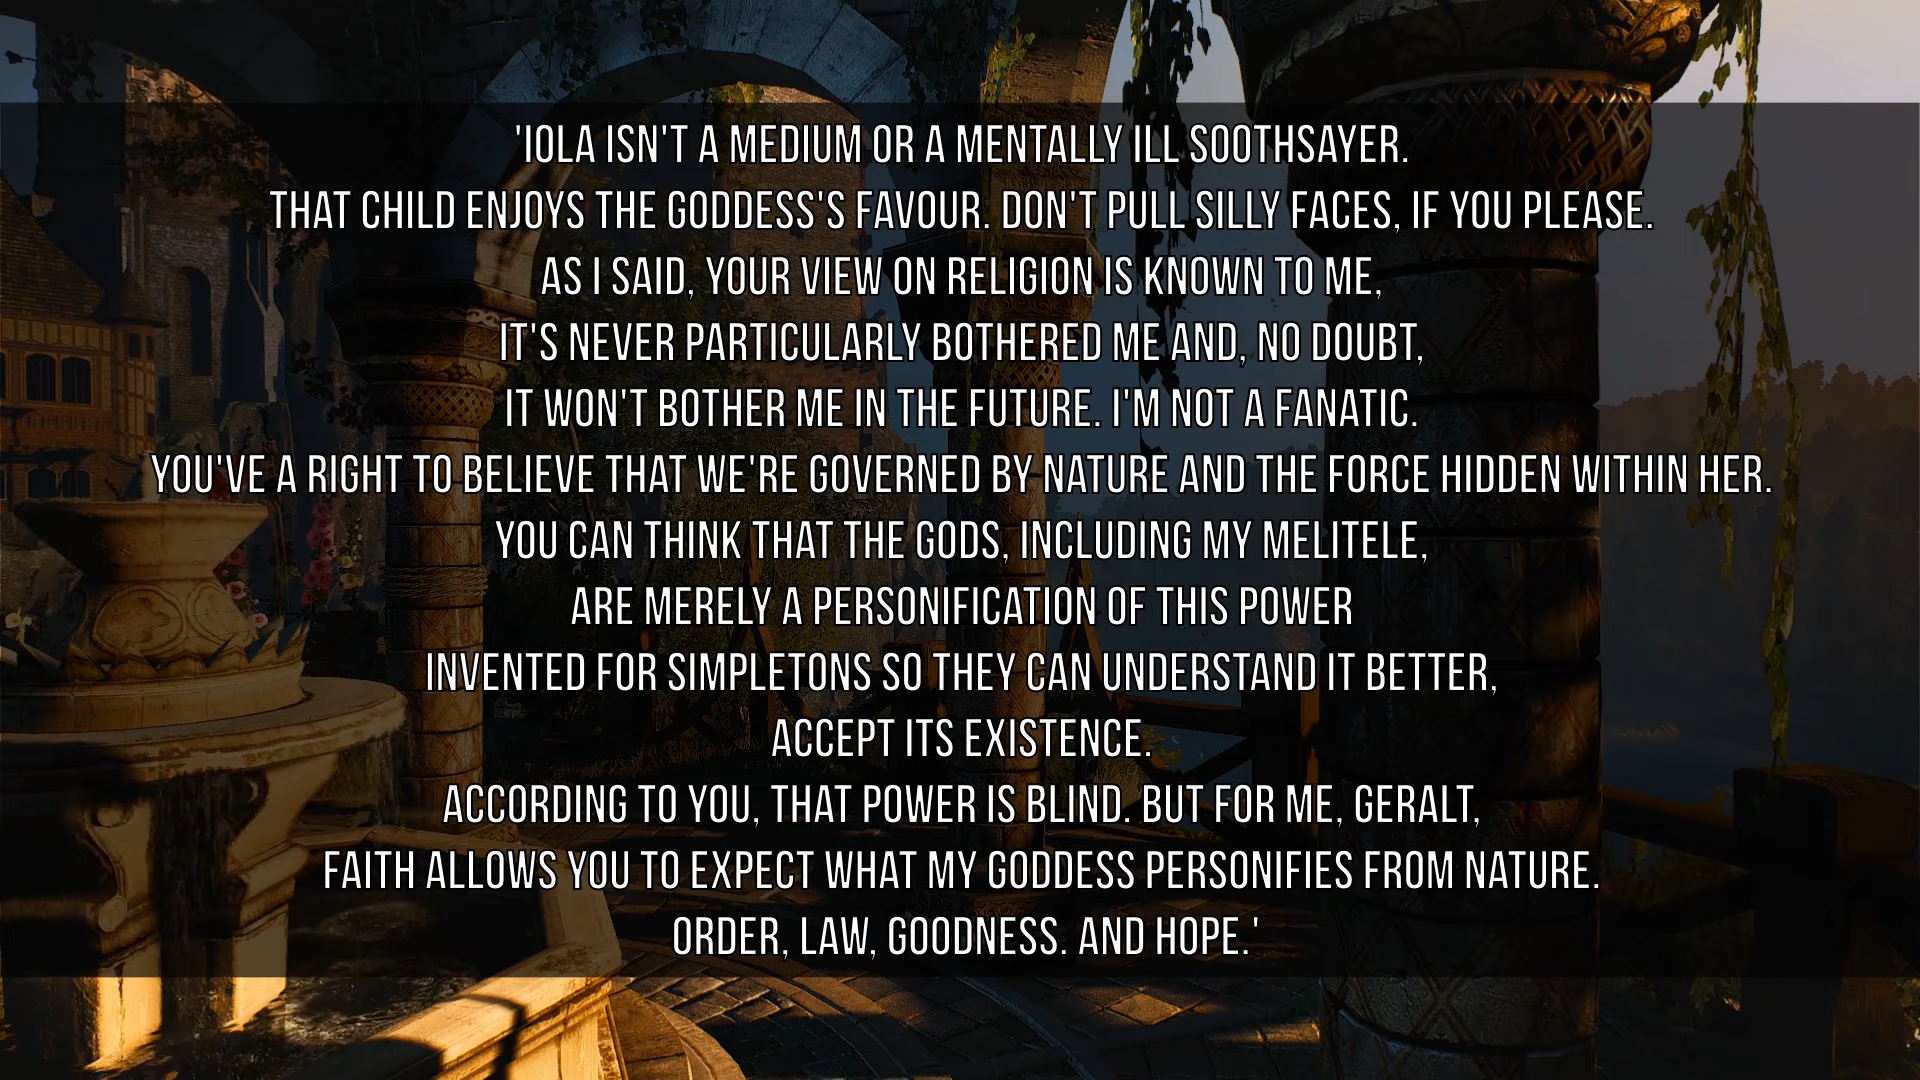 'IOLA ISN'T A MEDIUM OR A MENTALLY ILL SOOTHSAYER.
THAT CHILD ENJOYS THE GODDESS'S FAVOUR. DON'T PULL SILLY FACES, IF YOU PLEASE.
AS I SAID, YOUR VIEW ON RELIGION IS KNOWN TO ME,
IT'S NEVER PARTICULARLY BOTHERED ME AND, NO DOUBT,
IT WON'T BOTHER ME IN THE FUTURE. I'M NOT A FANATIC.
YOU'VE A RIGHT TO BELIEVE THAT WE'RE GOVERNED BY NATURE AND THE FORCE HIDDEN WITHIN HER.
YOU CAN THINK THAT THE GODS, INCLUDING MY MELITELE,
ARE MERELY A PERSONIFICATION OF THIS POWER
INVENTED FOR SIMPLETONS SO THEY CAN UNDERSTAND IT BETTER,
ACCEPT ITS EXISTENCE.
ACCORDING TO YOU, THAT POWER IS BLIND. BUT FOR ME, GERALT,
FAITH ALLOWS YOU TO EXPECT WHAT MY GODDESS PERSONIFIES FROM NATURE.
ORDER, LAW, GOODNESS. AND HOPE.'